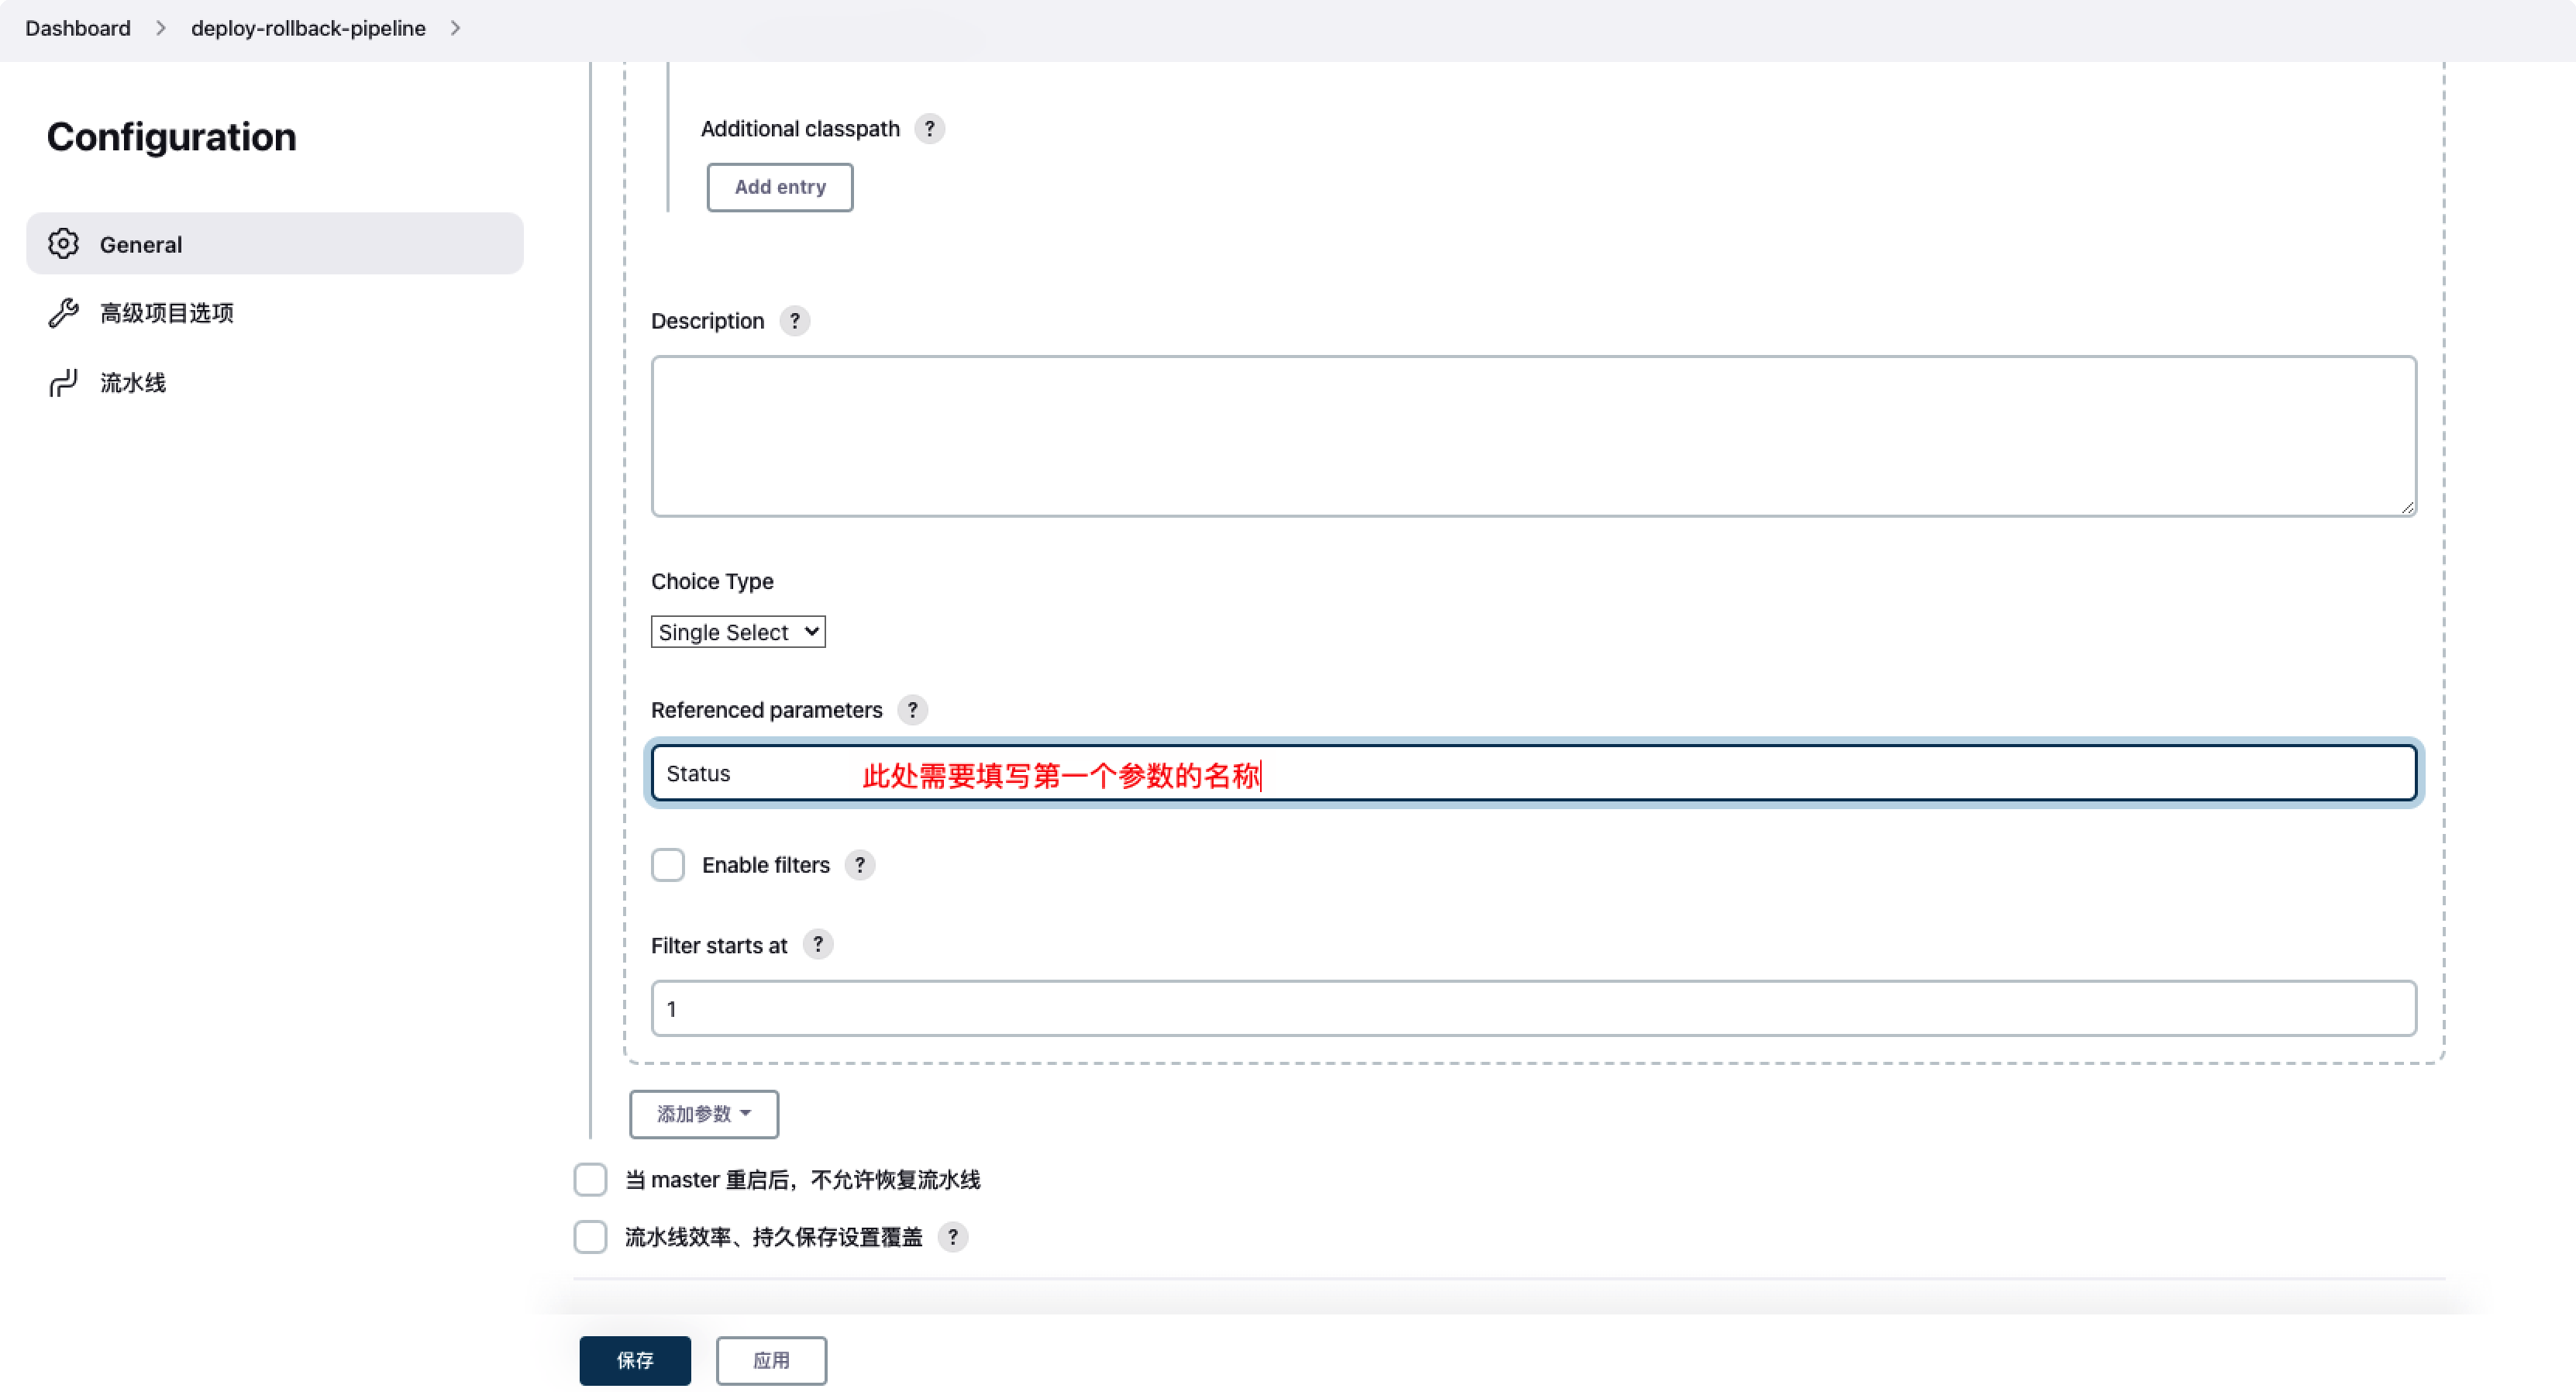 Dashboard > deploy-rollback-pipeline >
Configuration
General
高级项目选项
流水线
Additional classpath ?
Add entry
Description ?
Choice Type
Single Select
Referenced parameters ?
Status 此处需要填写第一个参数的名称
Enable filters ?
Filter starts at ?
1
添加参数
当 master 重启后，不允许恢复流水线
流水线效率、持久保存设置覆盖 ?
保存 应用